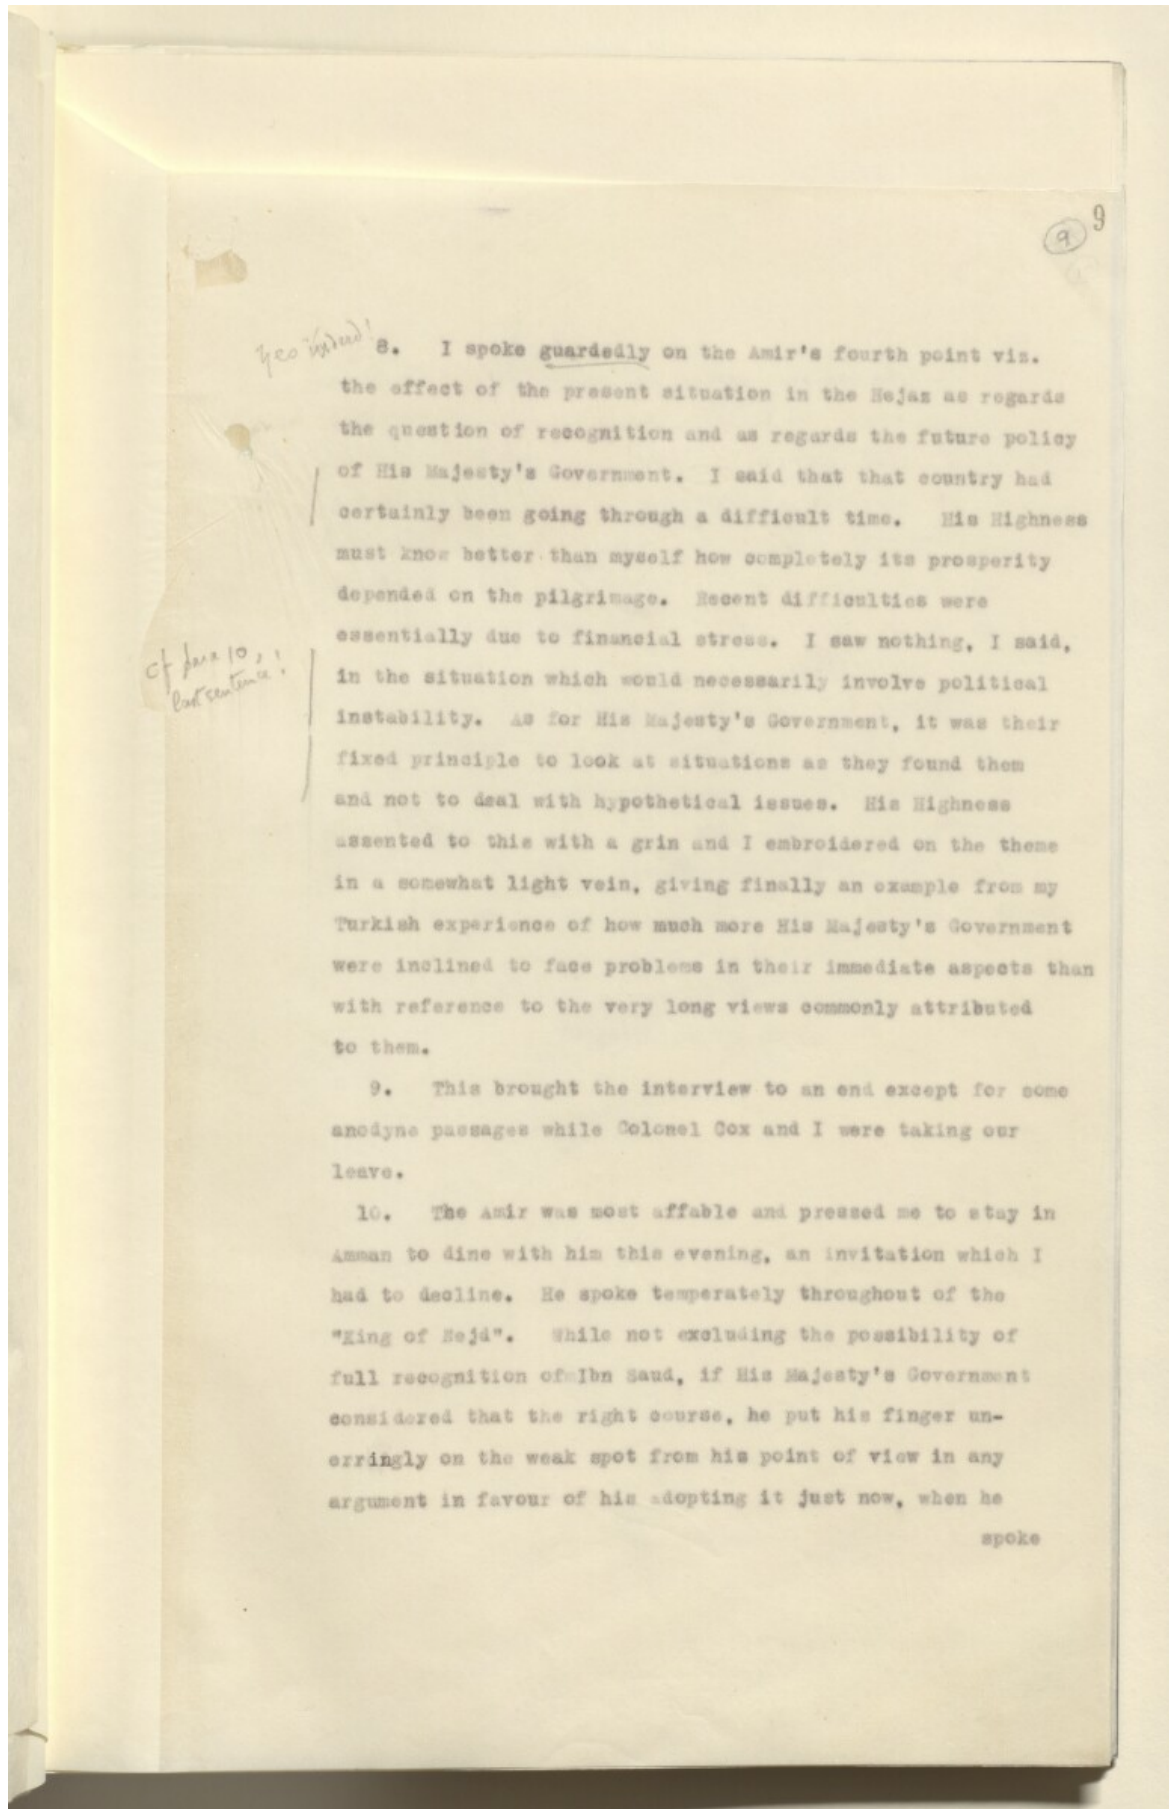 9
9
yes indeed!
8. I spoke guardedly on the Amir's fourth point viz.
the effect of the present situation in the Hejaz as regards
the question of recognition and as regards the future policy
of His Majesty's Government. I said that that country had
certainly been going through a difficult time. His Highness
must know better than myself how completely its prosperity
depended on the pilgrimage. Recent difficulties were
essentially due to financial stress. I saw nothing, I said,
cf para 10,
last sentence!
in the situation which would necessarily involve political
instability. As for His Majesty's Government, it was their
fixed principle to look at situations as they found them
and not to deal with hypothetical issues. His Highness
assented to this with a grin and I embroidered on the theme
in a somewhat light vein, giving finally an example from my
Turkish experience of how much more His Majesty's Government
were inclined to face problems in their immediate aspects than
with reference to the very long views commonly attributed
to them.
9. This brought the interview to an end except for some
anodyne passages while Colonel Cox and I were taking our
leave.
10. The Amir was most affable and pressed me to stay in
Amman to dine with him this evening, an invitation which I
had to decline. He spoke temperately throughout of the
"King of Nejd". While not excluding the possibility of
full recognition of Ibn Saud, if His Majesty's Government
considered that the right course, he put his finger un-
erringly on the weak spot from his point of view in any
argument in favour of his adopting it just now, when he
spoke